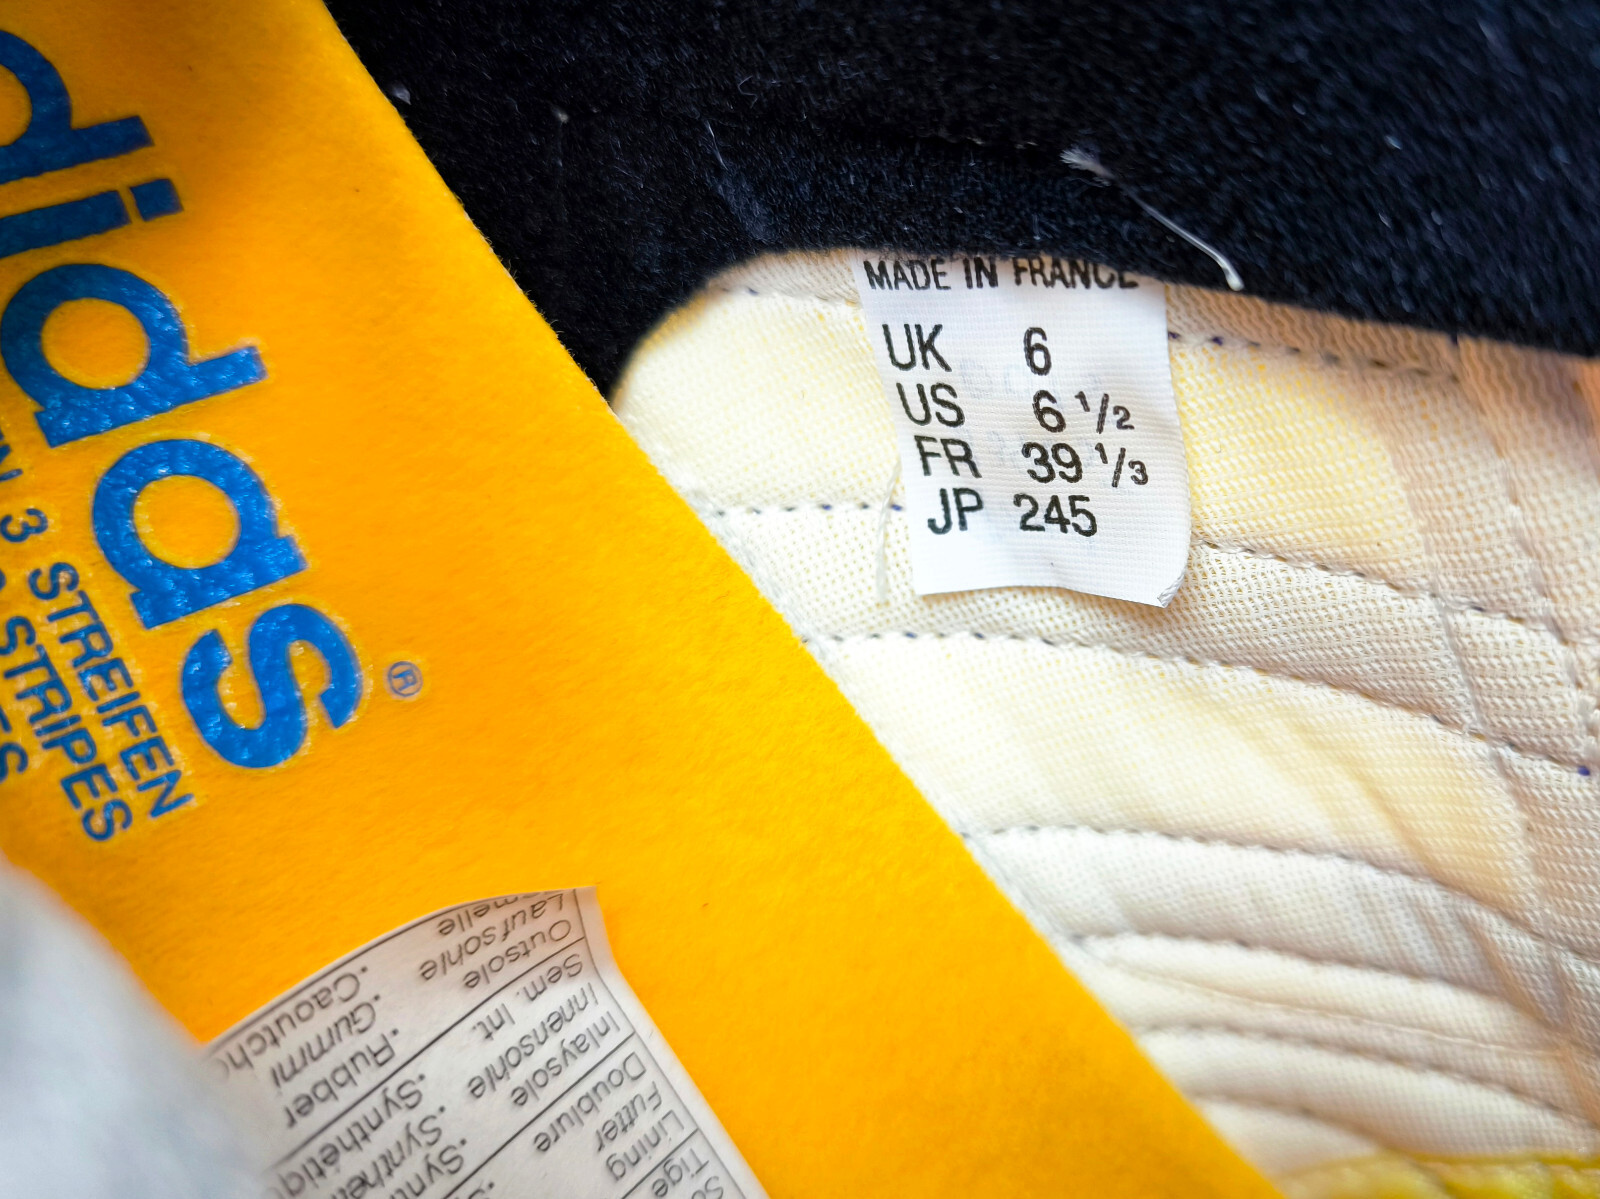 adidas
®
3 STREIFEN
STRIPES
MADE IN FRANCE
UK 6
US 6 1/2
FR 39 1/3
JP 245
Laufsohle
Outsole
Sem. Int.
Innensohle
Inlaysole
Doublure
Futter
Lining
Tige
.Gummi
.Rubber